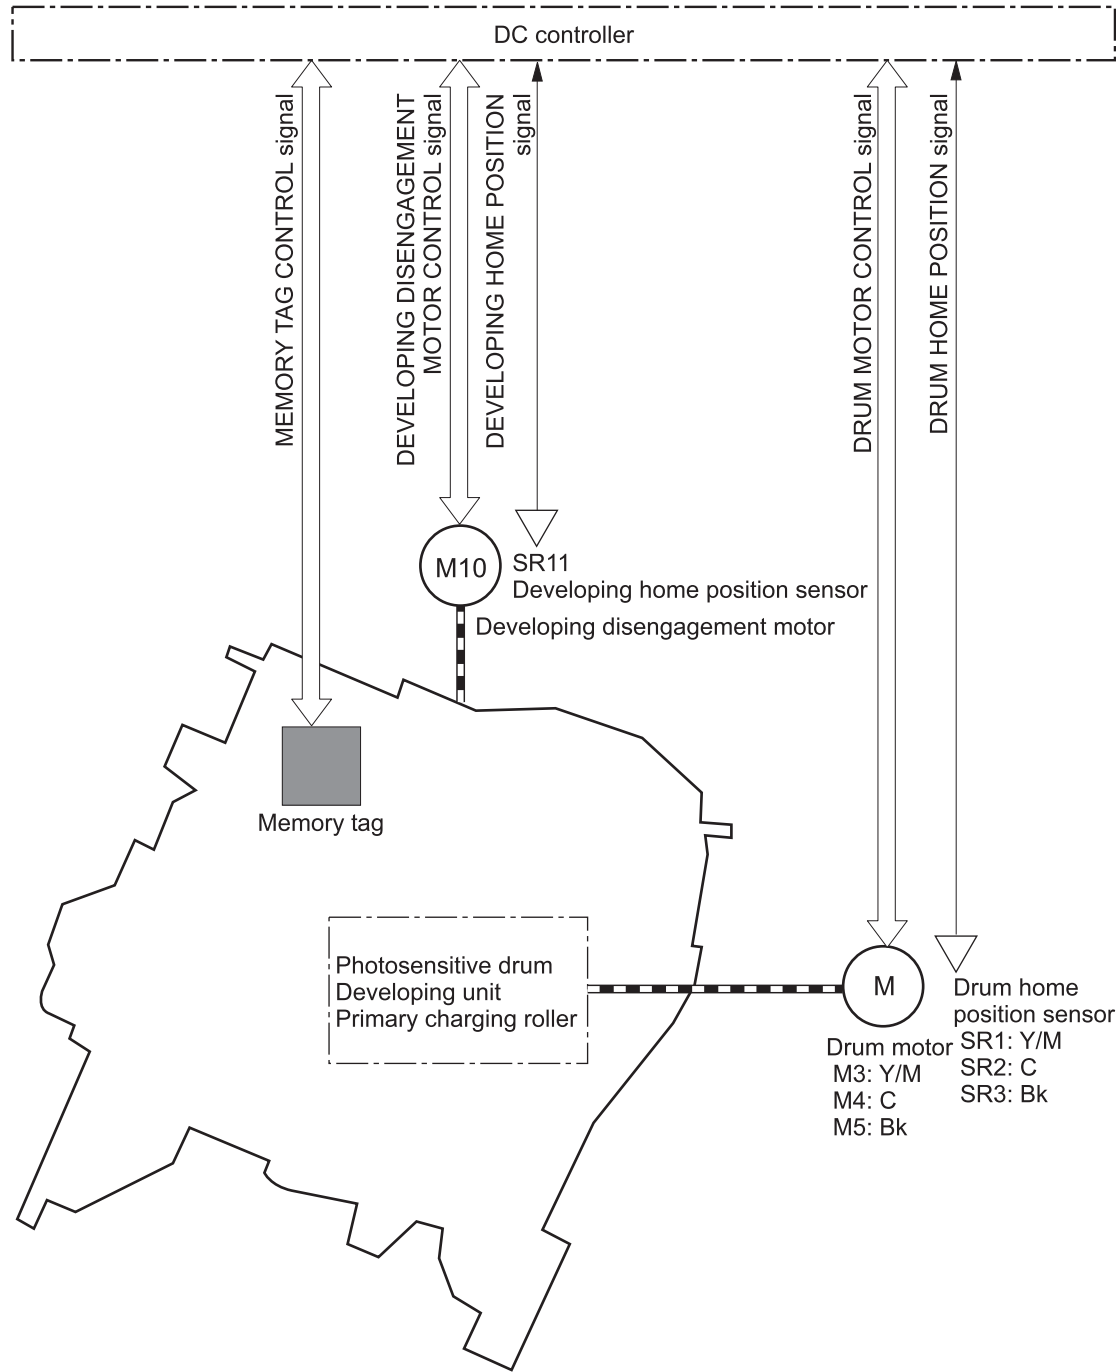 DC controller
MEMORY TAG CONTROL signal
DEVELOPING DISENGAGEMENT
MOTOR CONTROL signal
DEVELOPING HOME POSITION
signal
DRUM MOTOR CONTROL signal
DRUM HOME POSITION signal
M10
SR11
Developing home position sensor
Developing disengagement motor
Memory tag
Photosensitive drum
Developing unit
Primary charging roller
M
Drum motor
M3: Y/M
M4: C
M5: Bk
Drum home
position sensor
SR1: Y/M
SR2: C
SR3: Bk